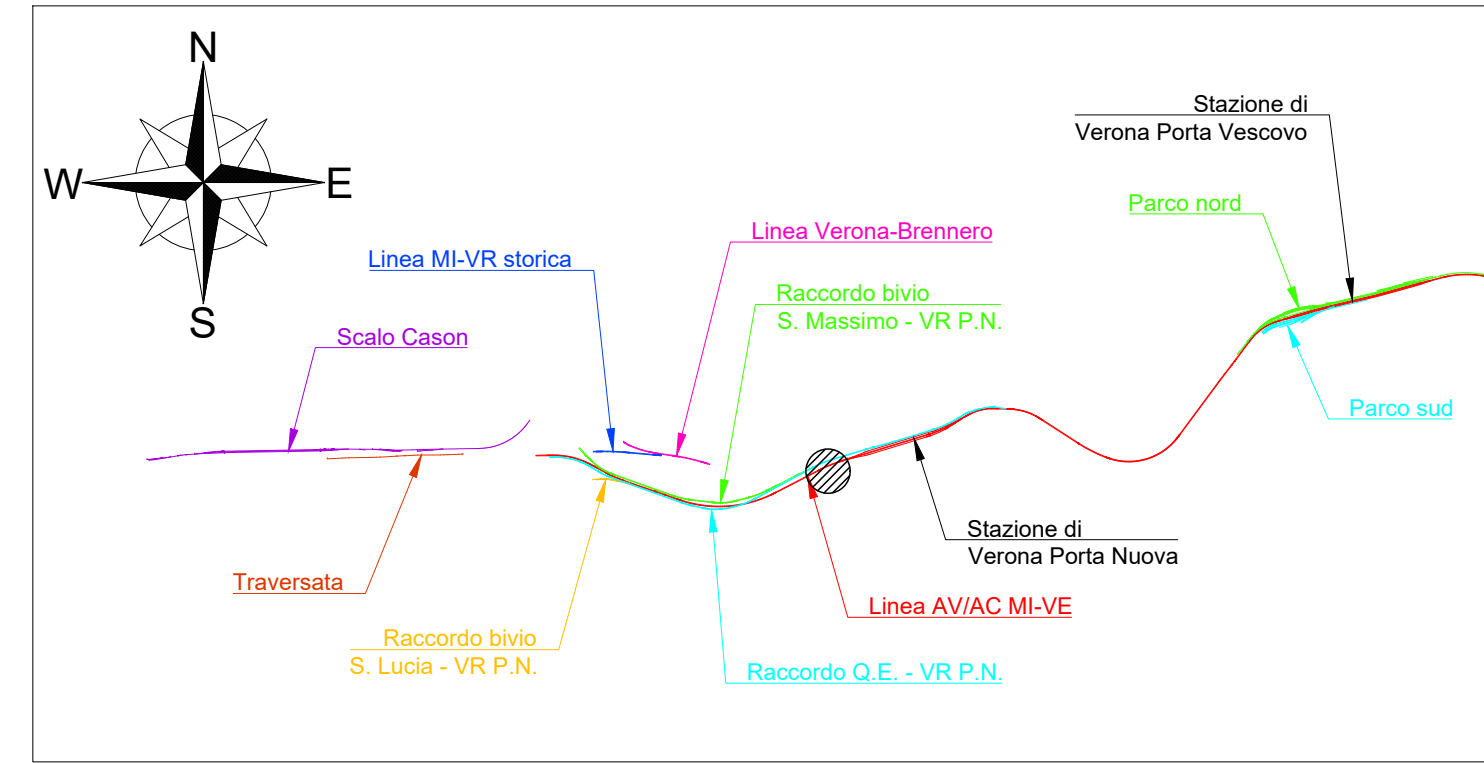 N
W
E
S
Stazione di
Verona Porta Vescovo
Parco nord
Linea Verona-Brennero
Linea MI-VR storica
Raccordo bivio
S. Massimo - VR P.N.
Scalo Cason
Parco sud
Stazione di
Verona Porta Nuova
Traversata
Linea AV/AC MI-VE
Raccordo bivio
S. Lucia - VR P.N.
Raccordo Q.E. - VR P.N.